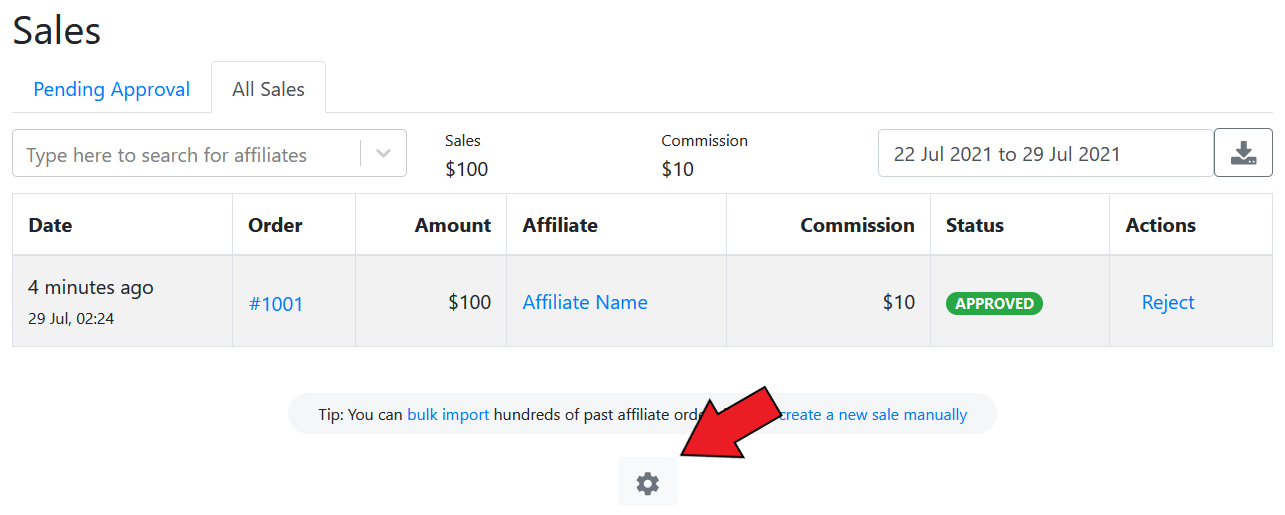 Sales
Pending Approval All Sales
Type here to search for affiliates Sales Commission 22 Jul 2021 to 29 Jul 2021
$100 $10
Date Order Amount Affiliate Commission Status Actions
4 minutes ago
29 Jul, 02:24 #1001 $100 Affiliate Name $10 APPROVED Reject
Tip: You can bulk import hundreds of past affiliate create a new sale manually